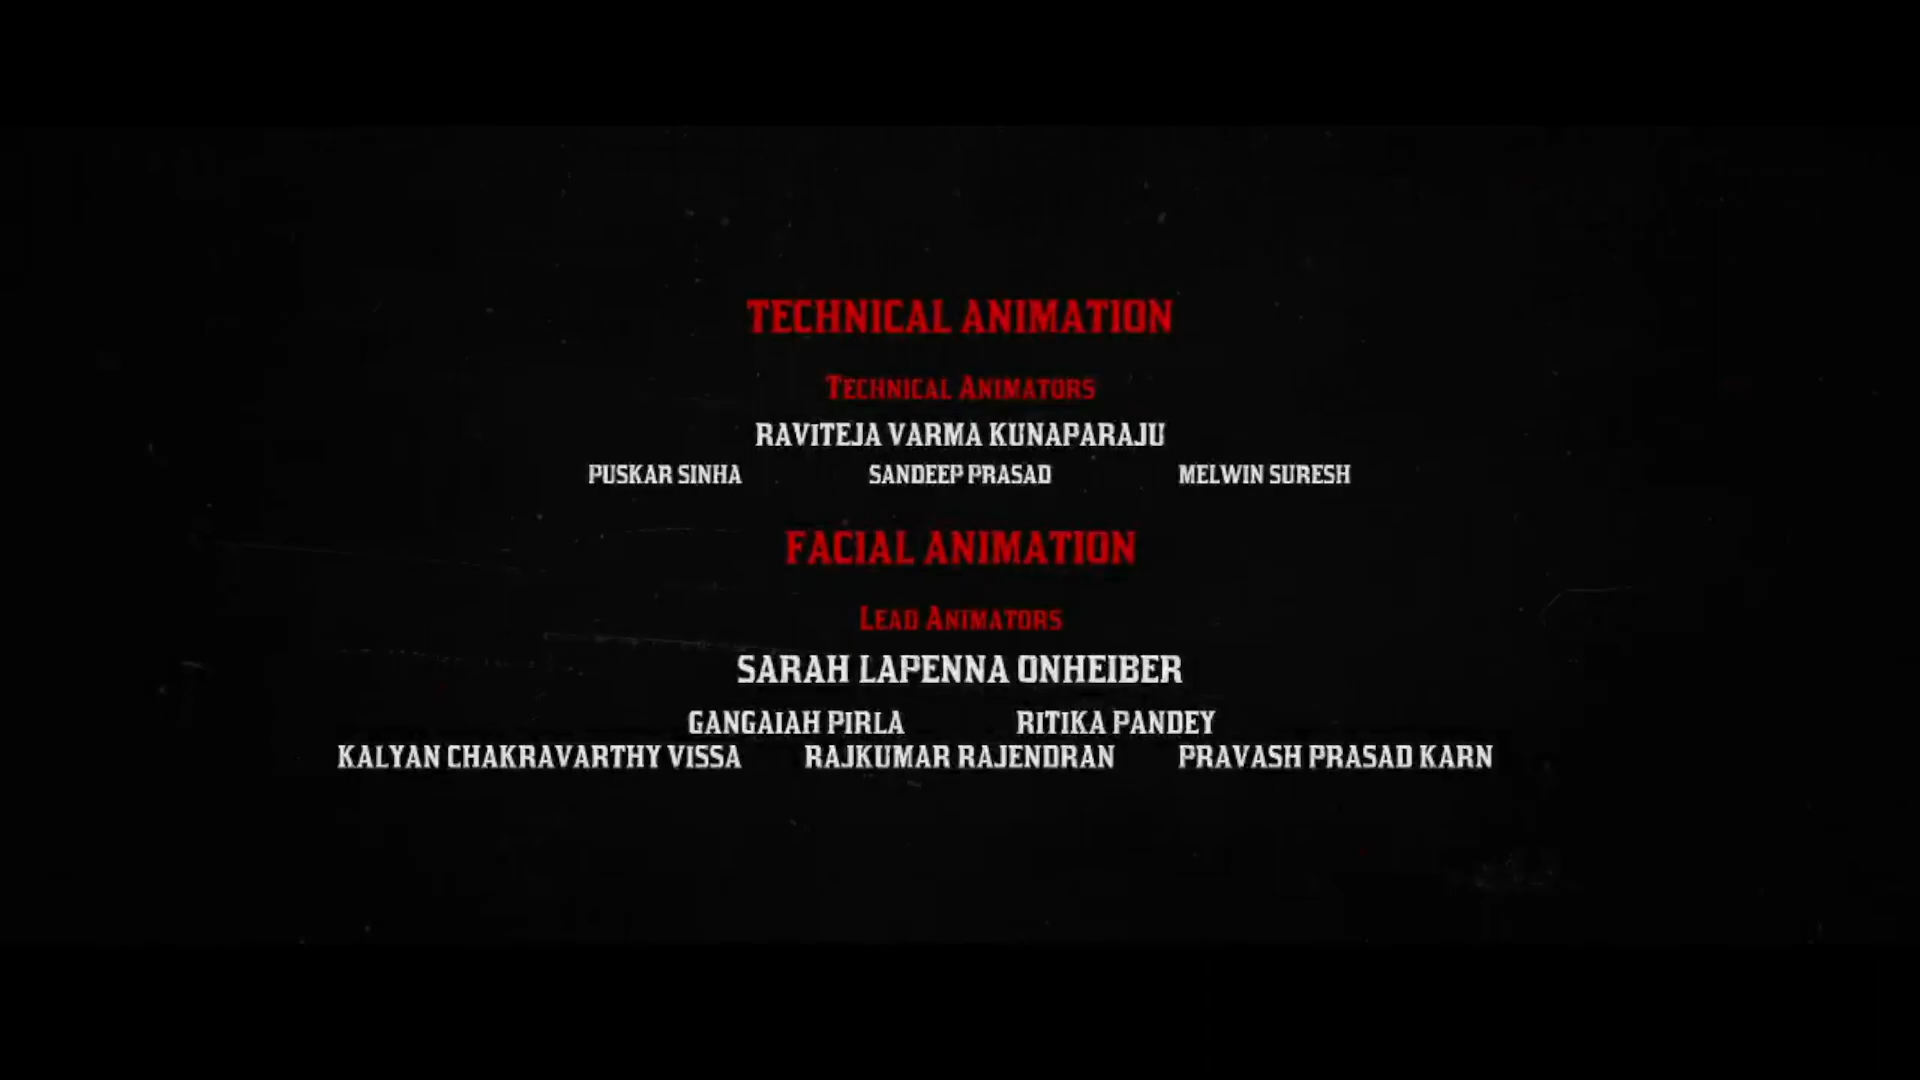 TECHNICAL ANIMATION
TECHNICAL ANIMATORS
RAVITEJA VARMA KUNAPARAJU
PUSKAR SINHA SANDEEP PRASAD MELWIN SURESH
FACIAL ANIMATION
LEAD ANIMATORS
SARAH LAPENNA ONHEIBER
GANGAIAH PIRLA RITIKA PANDEY
KALYAN CHAKRAVARTHY VISSA RAJKUMAR RAJENDRAN PRAVASH PRASAD KARN